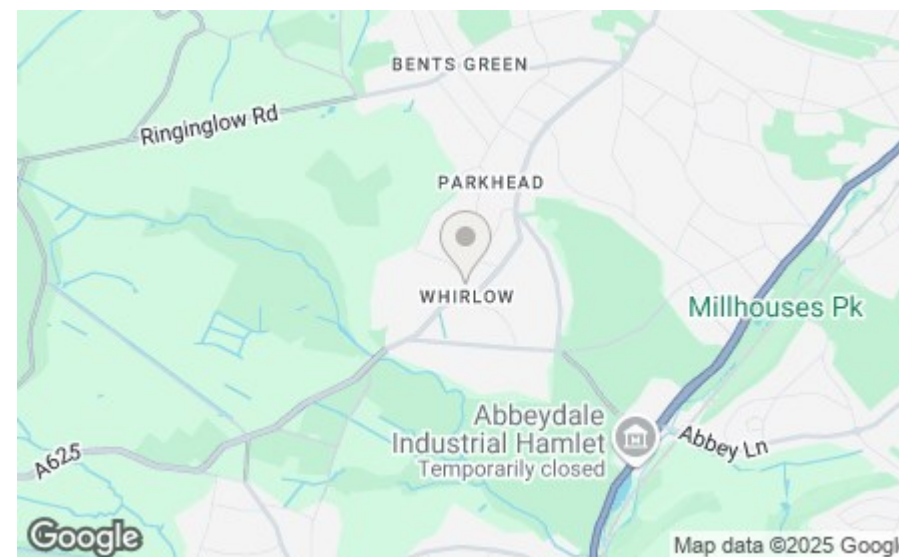 BENTS GREEN
Ringinglow Rd
PARKHEAD
WHIRLOW
Millhouses Pk
Abbeydale
Industrial Hamlet
Temporarily closed
Abbey Ln
A625
Google
Map data ©2025 Googl